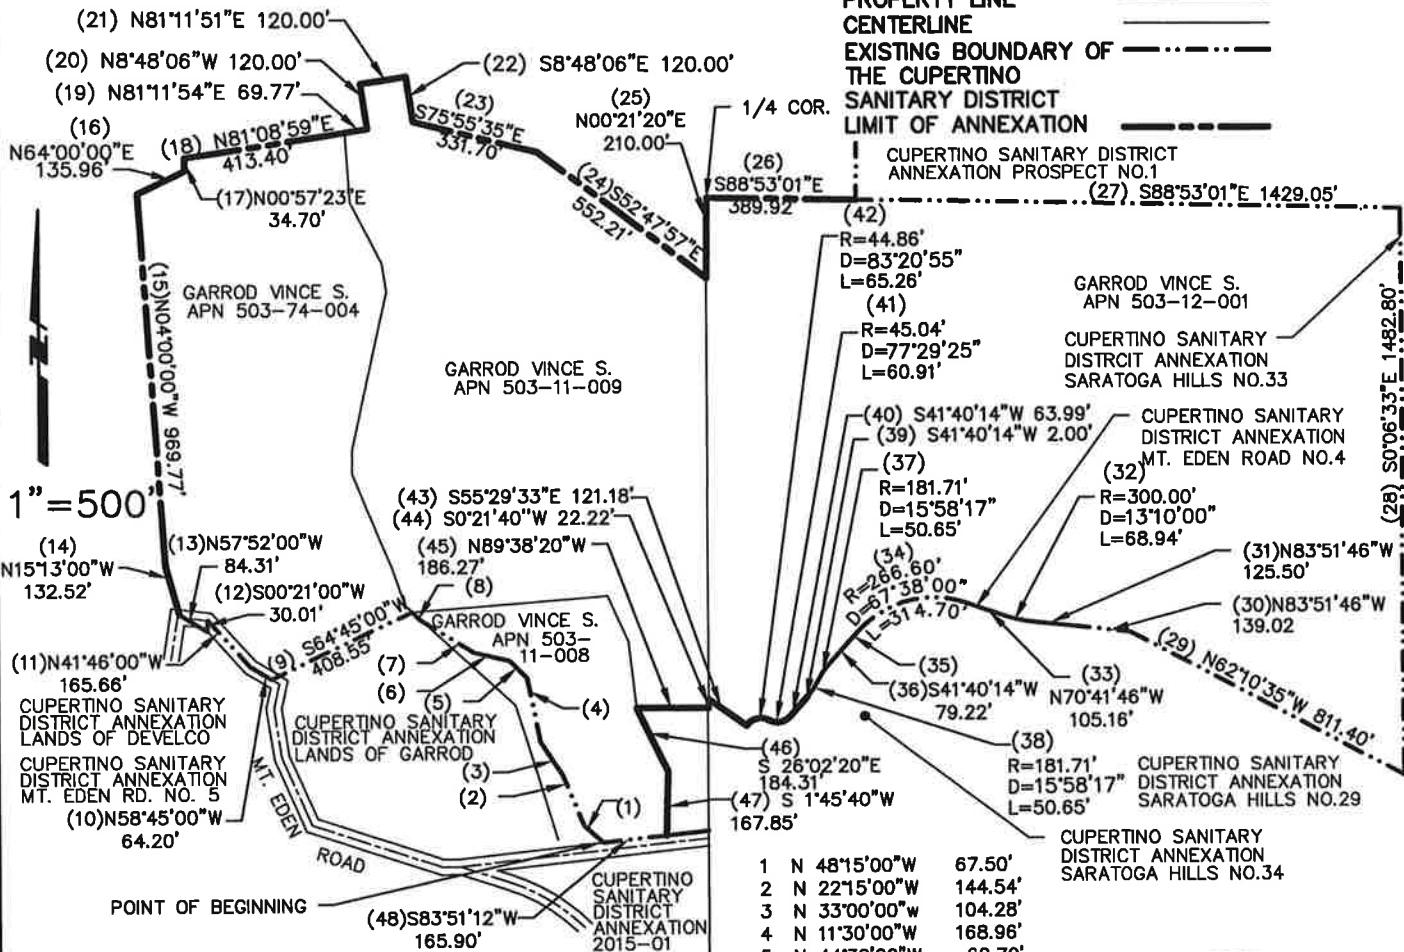 (21) N81°11'51"E 120.00'
(20) N8°48'06"W 120.00'
(19) N81°11'54"E 69.77'
(16)
N64°00'00"E
135.96'
(18) N81°08'59"E
413.40'
(17)N00°57'23"E
34.70'
(22) S8°48'06"E 120.00'
(23)
S75°55'35"E
331.70'
(24)S52°47'57"E
552.21'
(25)
N00°21'20"E
210.00'
1/4 COR.
PROPERTY LINE
CENTERLINE
EXISTING BOUNDARY OF
THE CUPERTINO
SANITARY DISTRICT
LIMIT OF ANNEXATION
CUPERTINO SANITARY DISTRICT
ANNEXATION PROSPECT NO.1
(26)
S88°53'01"E
389.92
(27) S88°53'01"E 1429.05'
(28) S0°06'33"E 1482.80'
(42)
R=44.86'
D=83°20'55"
L=65.26'
(41)
R=45.04'
D=77°29'25"
L=60.91'
GARROD VINCE S.
APN 503-74-004
GARROD VINCE S.
APN 503-11-009
GARROD VINCE S.
APN 503-12-001
CUPERTINO SANITARY
DISTRCIT ANNEXATION
SARATOGA HILLS NO.33
(40) S41°40'14"W 63.99'
(39) S41°40'14"W 2.00'
(37)
R=181.71'
D=15°58'17"
L=50.65'
CUPERTINO SANITARY
DISTRICT ANNEXATION
MT. EDEN ROAD NO.4
(32)
R=300.00'
D=13°10'00"
L=68.94'
(34)
R=266.60'
D=67°38'00"
L=314.70'
(31)N83°51'46"W
125.50'
(30)N83°51'46"W
139.02
(29) N62°10'35"W 811.40'
(33)
N70°41'46"W
105.16'
(35)
(36)S41°40'14"W
79.22'
(38)
R=181.71'
D=15°58'17"
L=50.65'
CUPERTINO SANITARY
DISTRICT ANNEXATION
SARATOGA HILLS NO.29
CUPERTINO SANITARY
DISTRICT ANNEXATION
SARATOGA HILLS NO.34
(15)N04°00'00"W 969.77'
1"=500'
(14)
N15°13'00"W
132.52'
(13)N57°52'00"W
84.31'
(12)S00°21'00"W
30.01'
(11)N41°46'00"W
165.66'
CUPERTINO SANITARY
DISTRICT ANNEXATION
LANDS OF DEVELCO
CUPERTINO SANITARY
DISTRICT ANNEXATION
MT. EDEN RD. NO. 5
(10)N58°45'00"W
64.20'
(9) S64°45'00"W
408.55'
(43) S55°29'33"E 121.18'
(44) S0°21'40"W 22.22'
(45) N89°38'20"W
186.27'
(8)
GARROD VINCE S.
APN 503-
11-008
(7)
(6)
(5)
(4)
CUPERTINO SANITARY
DISTRICT ANNEXATION
LANDS OF GARROD
(3)
(2)
(1)
(46)
S 26°02'20"E
184.31'
(47) S 1°45'40"W
167.85'
MT. EDEN ROAD
POINT OF BEGINNING
(48)S83°51'12"W
165.90'
CUPERTINO
SANITARY
DISTRICT
ANNEXATION
2015-01
1 N 48°15'00"W 67.50'
2 N 22°15'00"W 144.54'
3 N 33°00'00"w 104.28'
4 N 11°30'00"W 168.96'